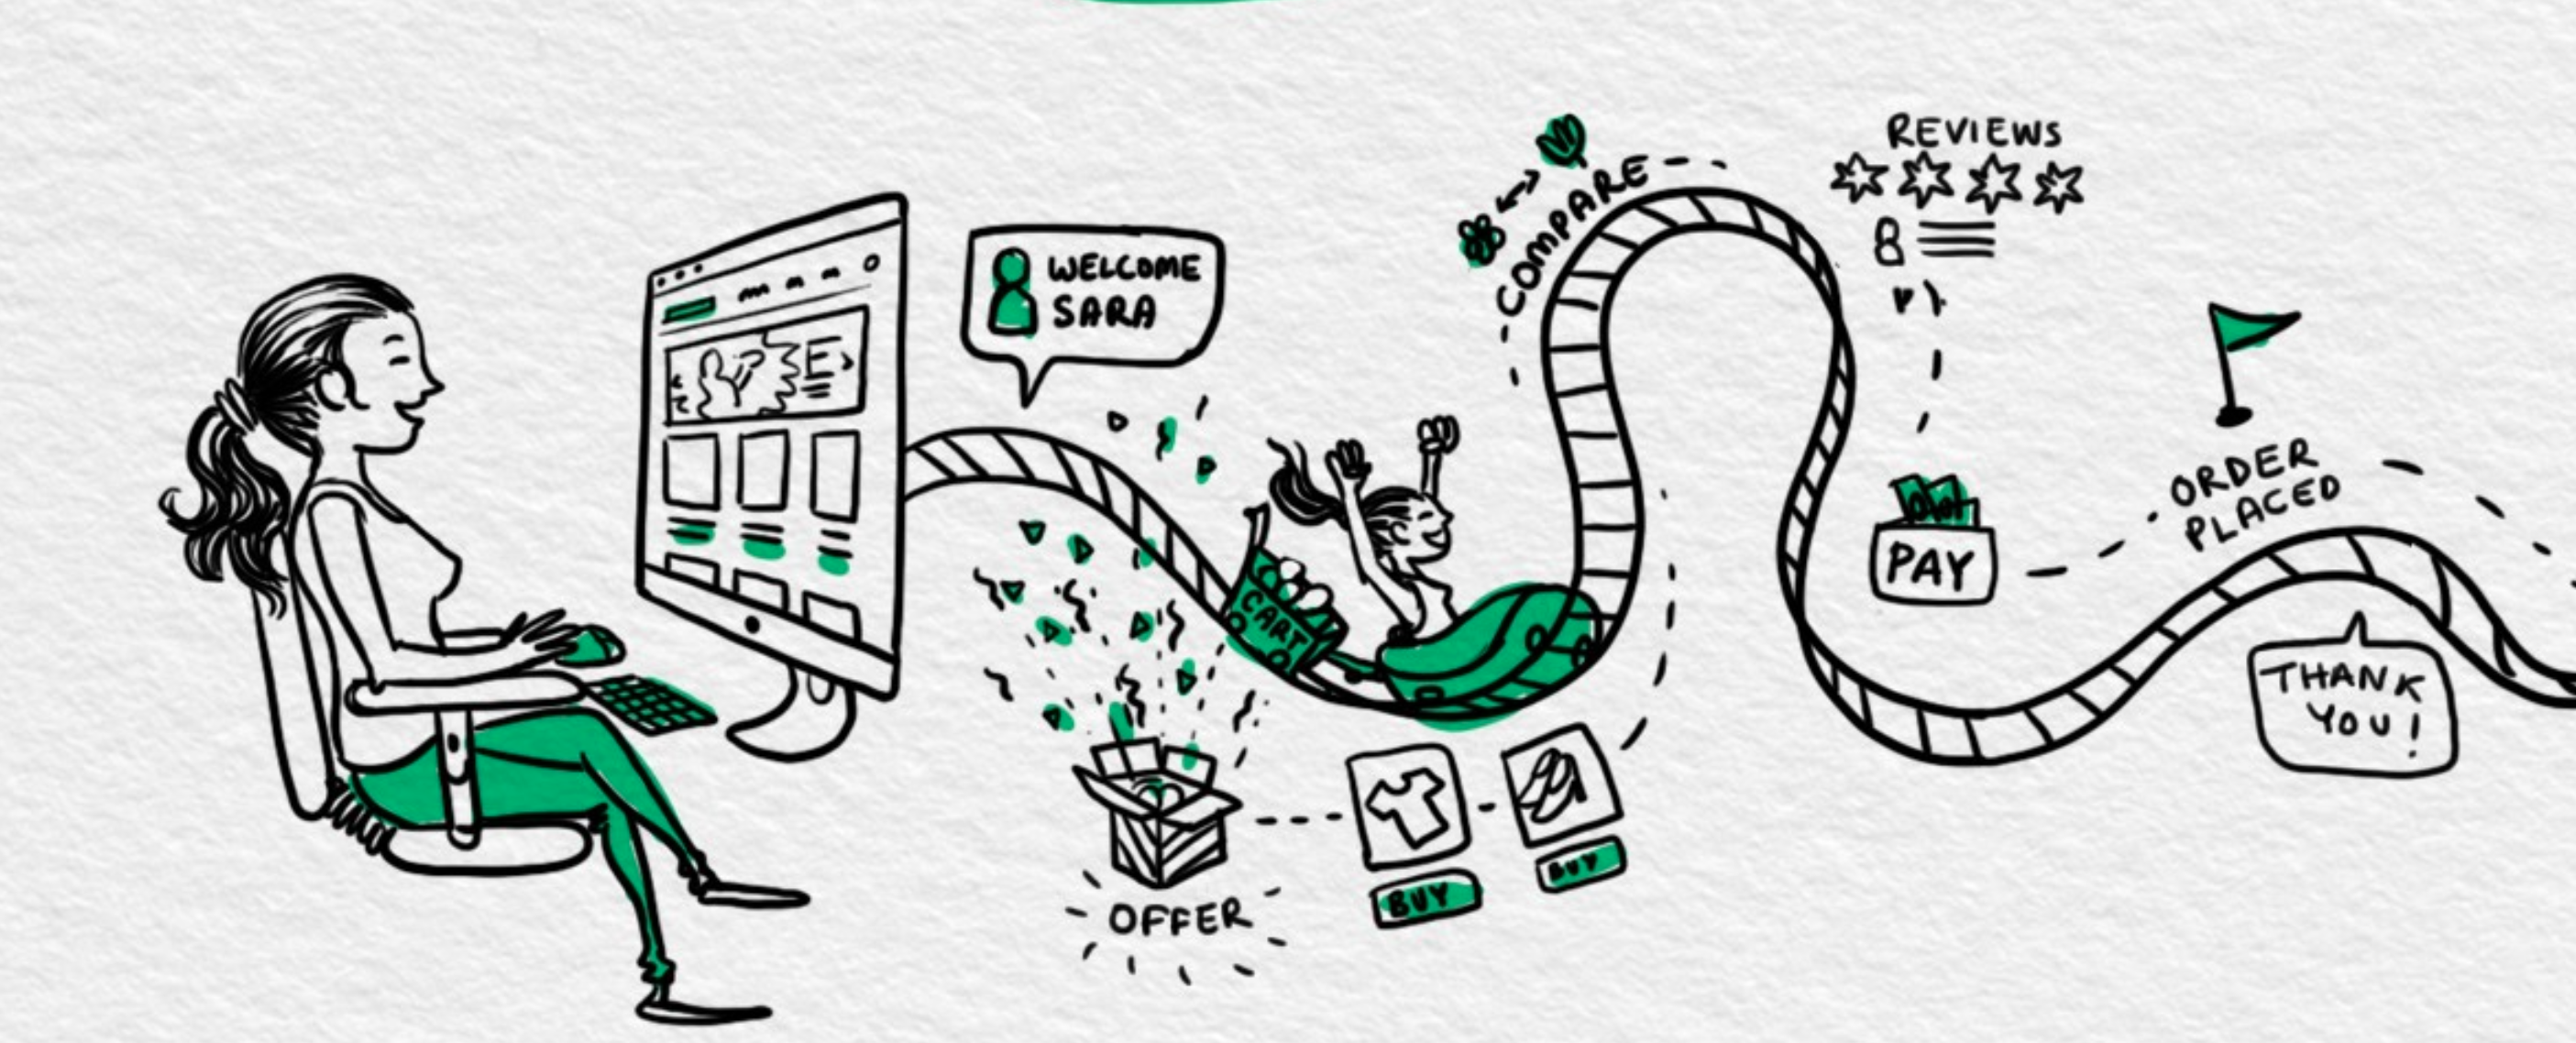 WELCOME
SARA
CART
OFFER
BUY
BUY
COMPARE
REVIEWS
PAY
ORDER
PLACED
THANK
YOU!